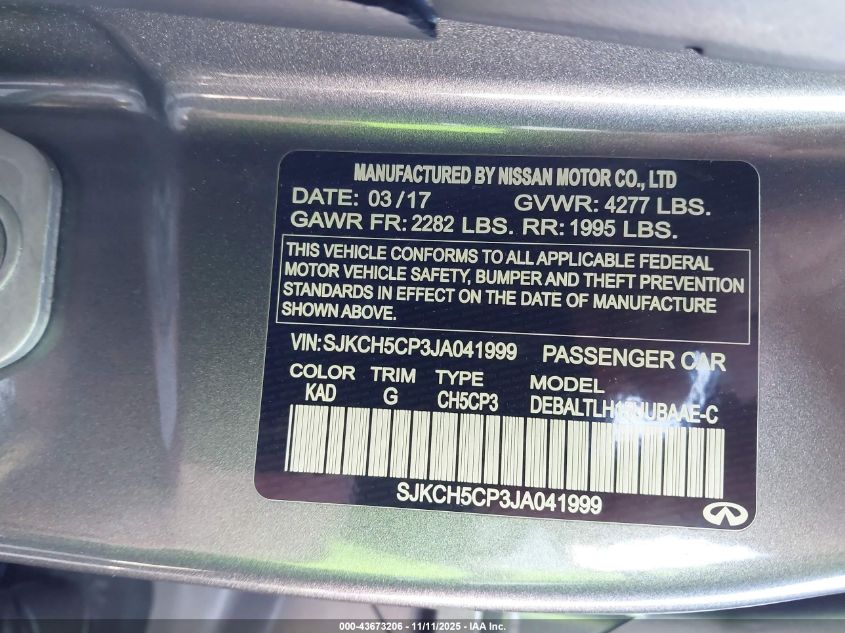 MANUFACTURED BY NISSAN MOTOR CO., LTD
DATE: 03/17 GVWR: 4277 LBS.
GAWR FR: 2282 LBS. RR: 1995 LBS.
THIS VEHICLE CONFORMS TO ALL APPLICABLE FEDERAL
MOTOR VEHICLE SAFETY, BUMPER AND THEFT PREVENTION
STANDARDS IN EFFECT ON THE DATE OF MANUFACTURE
SHOWN ABOVE.
VIN: SJKCH5CP3JA041999 PASSENGER CAR
COLOR TRIM TYPE MODEL
KAD G CH5CP3
SJKCH5CP3JA041999
000-43673206 - 11/11/2025 - IAA Inc.